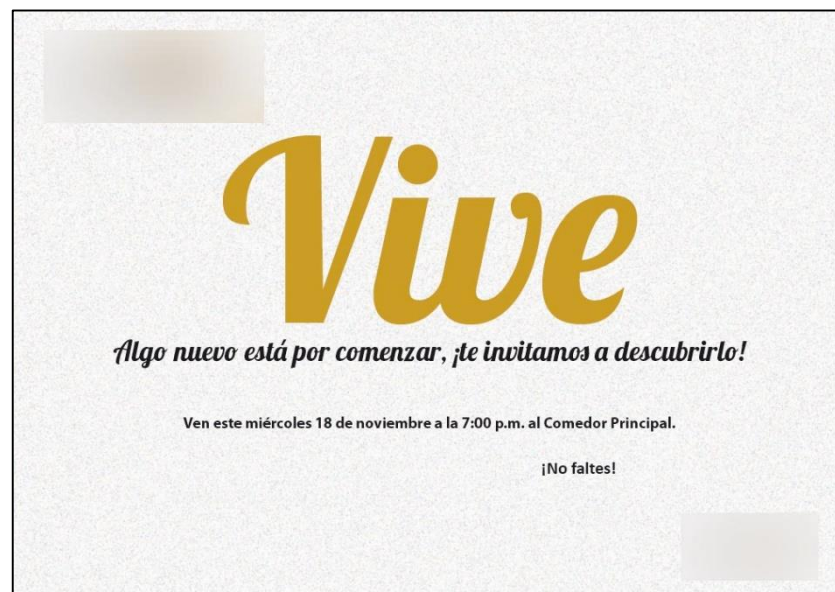 Vive
Algo nuevo está por comenzar, ¡te invitamos a descubrirlo!
Ven este miércoles 18 de noviembre a la 7:00 p.m. al Comedor Principal.
¡No faltes!